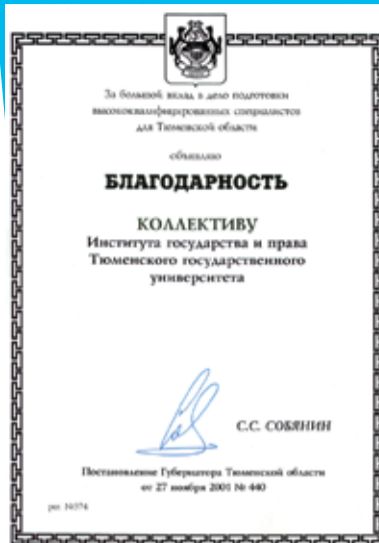 За большой вклад в дело подготовки
высококвалифицированных специалистов
для Тюменской области
объявляю
БЛАГОДАРНОСТЬ
КОЛЛЕКТИВУ
Института государства и права
Тюменского государственного
университета
С.С. СОБЯНИН
Постановление Губернатора Тюменской области
от 27 ноября 2001 № 440
рег.